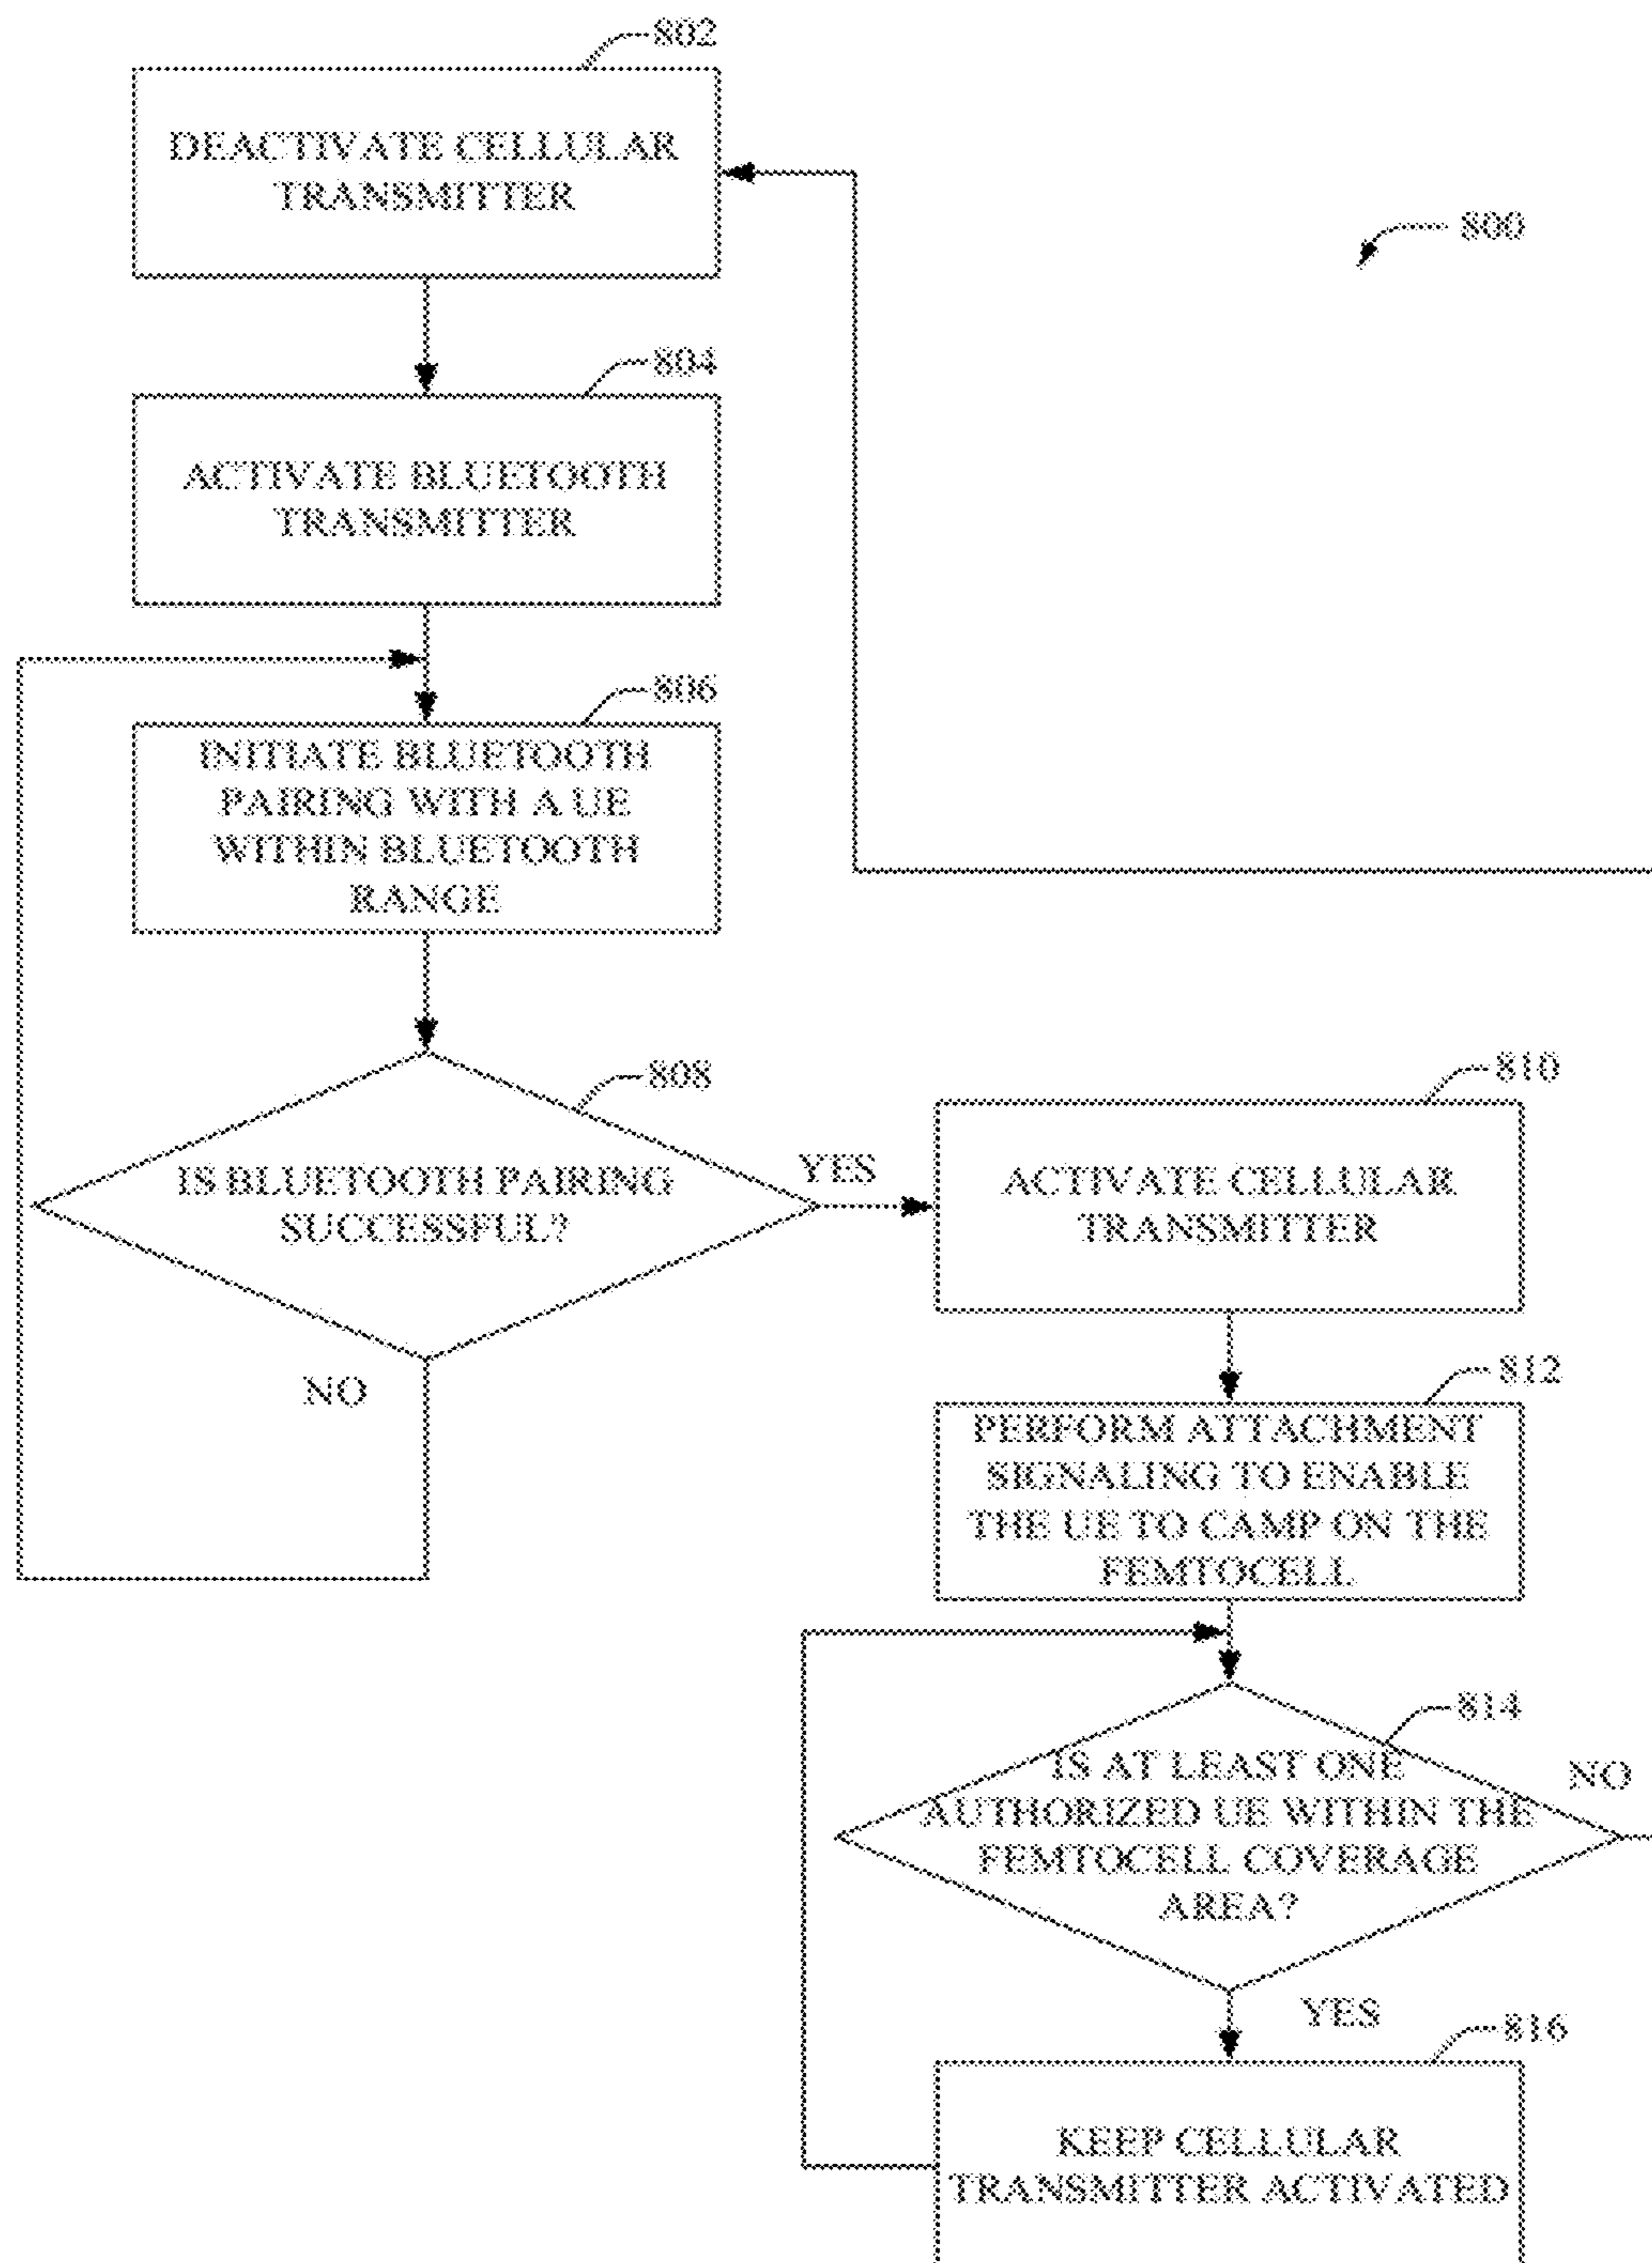 802
DEACTIVATE CELLULAR
TRANSMITTER
800
804
ACTIVATE BLUETOOTH
TRANSMITTER
806
INITIATE BLUETOOTH
PAIRING WITH A UE
WITHIN BLUETOOTH
RANGE
808
IS BLUETOOTH PAIRING
SUCCESSFUL?
YES
NO
810
ACTIVATE CELLULAR
TRANSMITTER
812
PERFORM ATTACHMENT
SIGNALING TO ENABLE
THE UE TO CAMP ON THE
FEMTOCELL
814
IS AT LEAST ONE
AUTHORIZED UE WITHIN THE
FEMTOCELL COVERAGE
AREA?
NO
YES
816
KEEP CELLULAR
TRANSMITTER ACTIVATED